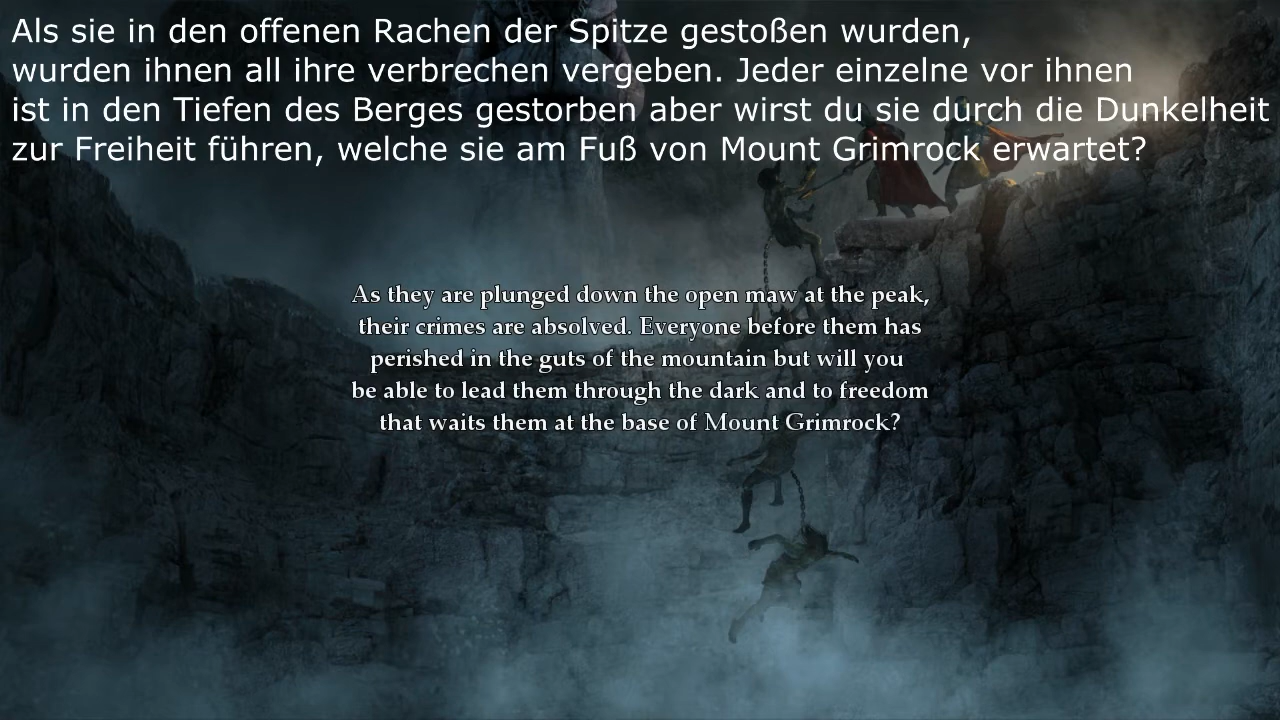 Als sie in den offenen Rachen der Spitze gestoßen wurden,
wurden ihnen all ihre verbrechen vergeben. Jeder einzelne vor ihnen
ist in den Tiefen des Berges gestorben aber wirst du sie durch die Dunkelheit
zur Freiheit führen, welche sie am Fuß von Mount Grimrock erwartet?
As they are plunged down the open maw at the peak,
their crimes are absolved. Everyone before them has
perished in the guts of the mountain but will you
be able to lead them through the dark and to freedom
that waits them at the base of Mount Grimrock?